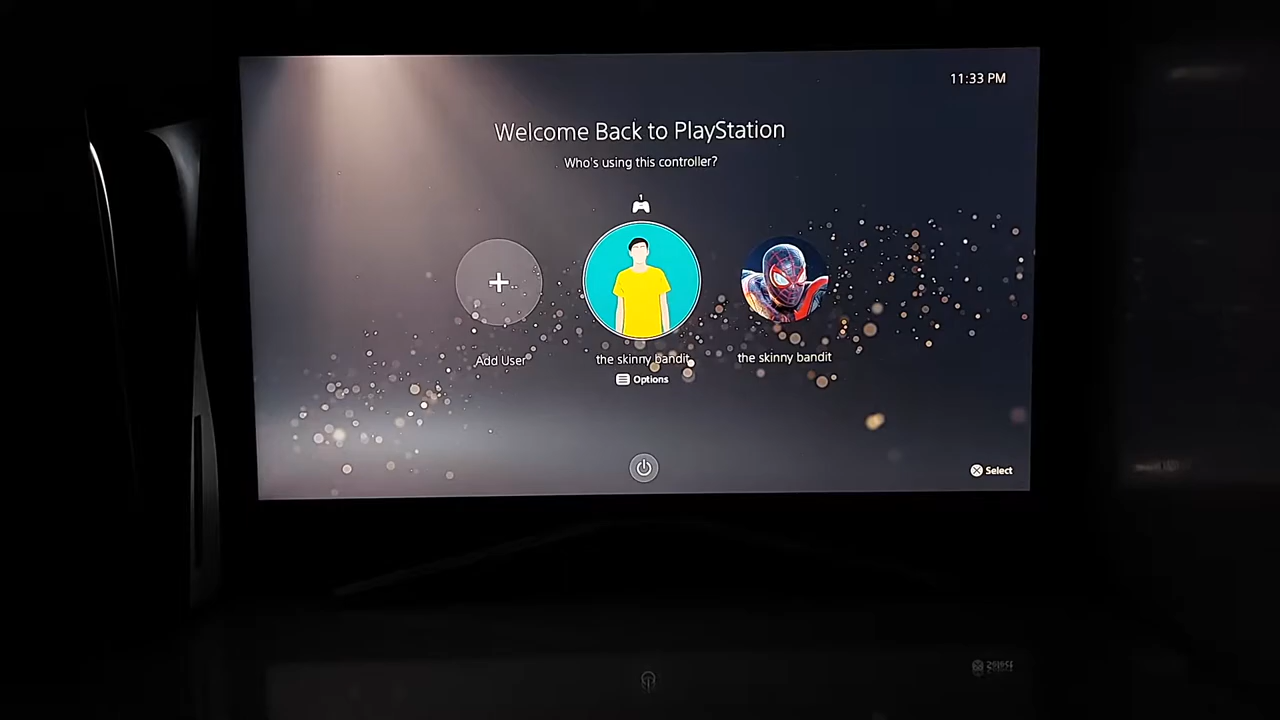 11:33 PM
Welcome Back to PlayStation
Who's using this controller?
1
Add User
the skinny bandit
the skinny bandit
Options
Select